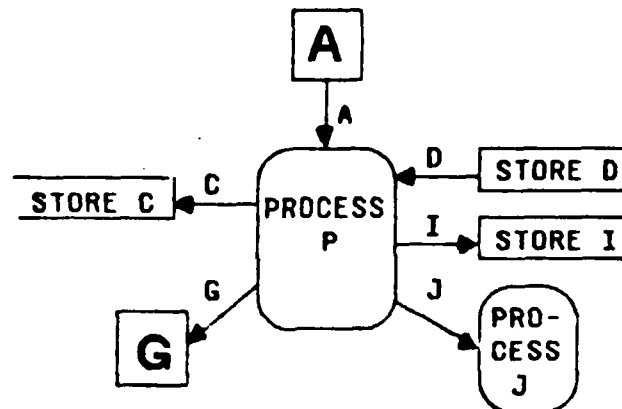 A
A
D
STORE D
C
STORE C
PROCESS
P
I
STORE I
G
J
G
PRO-
CESS
J